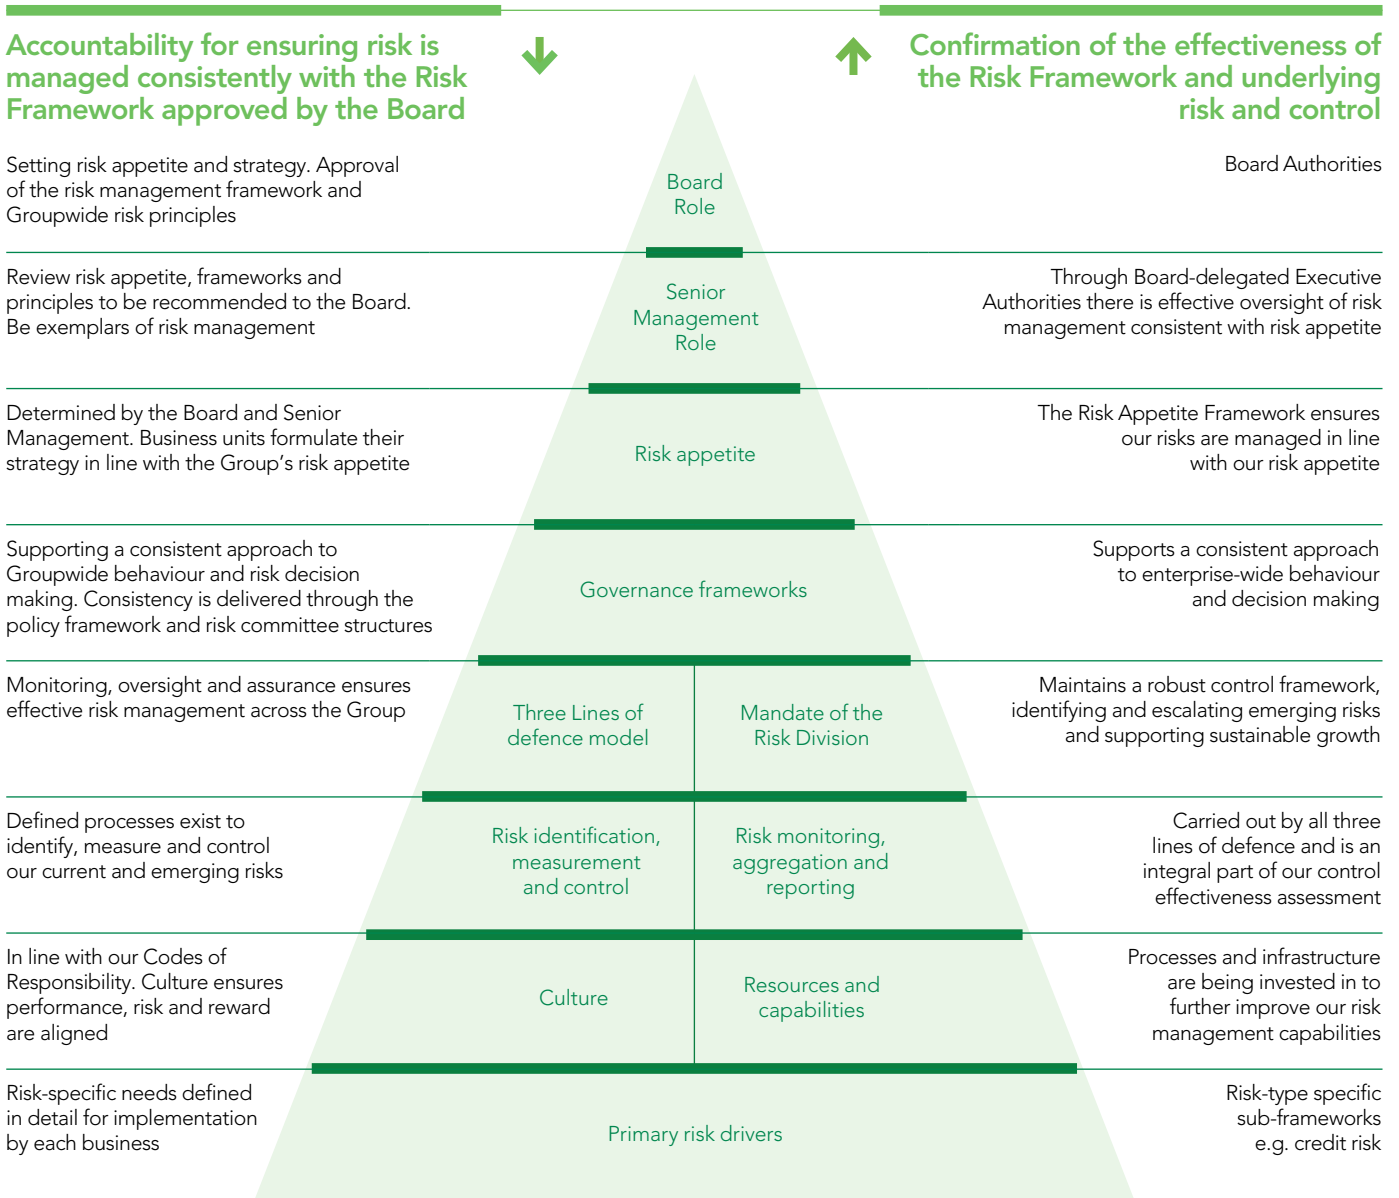 Accountability for ensuring risk is
managed consistently with the Risk
Framework approved by the Board
Confirmation of the effectiveness of
the Risk Framework and underlying
risk and control
Setting risk appetite and strategy. Approval
of the risk management framework and
Groupwide risk principles
Board
Role
Board Authorities
Review risk appetite, frameworks and
principles to be recommended to the Board.
Be exemplars of risk management
Senior
Management
Role
Through Board-delegated Executive
Authorities there is effective oversight of risk
management consistent with risk appetite
Determined by the Board and Senior
Management. Business units formulate their
strategy in line with the Group's risk appetite
Risk appetite
The Risk Appetite Framework ensures
our risks are managed in line
with our risk appetite
Supporting a consistent approach to
Groupwide behaviour and risk decision
making. Consistency is delivered through the
policy framework and risk committee structures
Governance frameworks
Supports a consistent approach
to enterprise-wide behaviour
and decision making
Monitoring, oversight and assurance ensures
effective risk management across the Group
Three Lines of
defence model
Mandate of the
Risk Division
Maintains a robust control framework,
identifying and escalating emerging risks
and supporting sustainable growth
Defined processes exist to
identify, measure and control
our current and emerging risks
Risk identification,
measurement
and control
Risk monitoring,
aggregation and
reporting
Carried out by all three
lines of defence and is an
integral part of our control
effectiveness assessment
In line with our Codes of
Responsibility. Culture ensures
performance, risk and reward
are aligned
Culture
Resources and
capabilities
Processes and infrastructure
are being invested in to
further improve our risk
management capabilities
Risk-specific needs defined
in detail for implementation
by each business
Primary risk drivers
Risk-type specific
sub-frameworks
e.g. credit risk